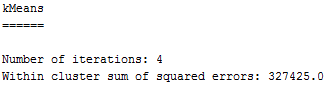 kMeans
======
Number of iterations: 4
Within cluster sum of squared errors: 327425.0